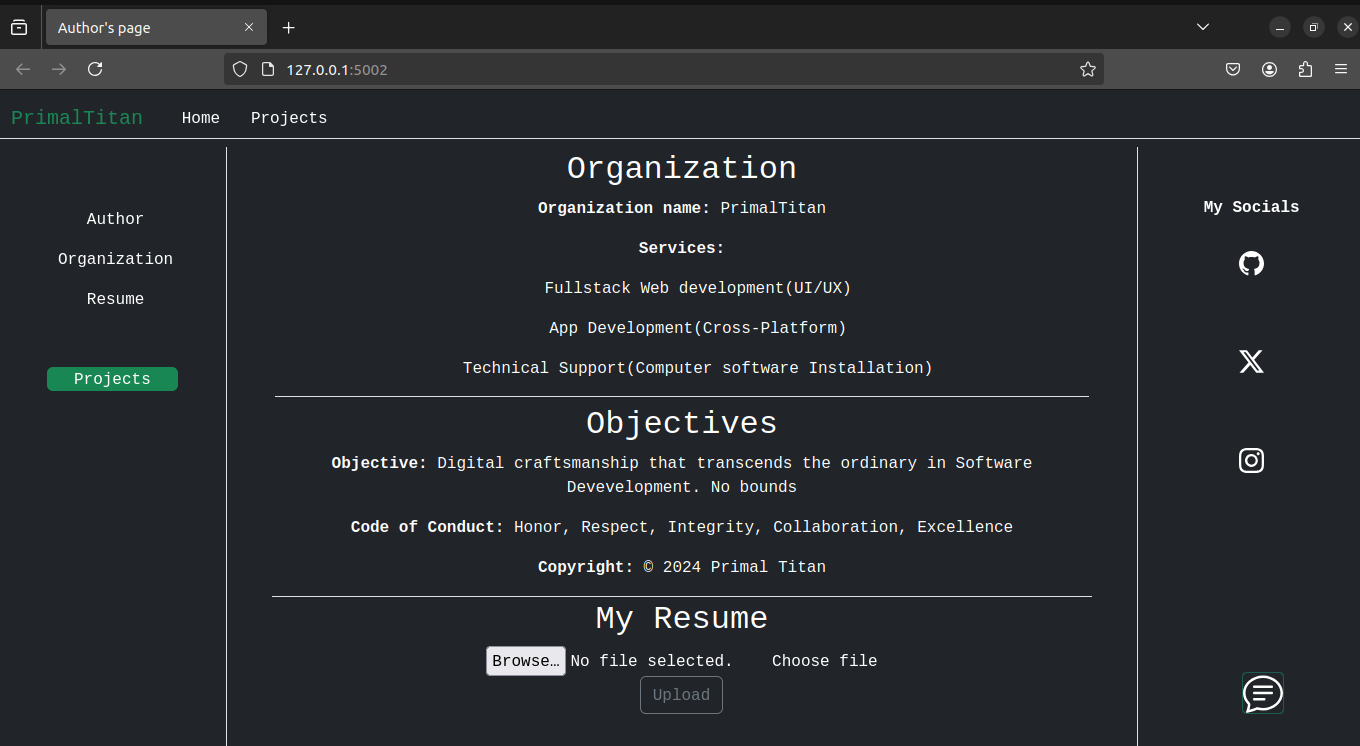 Author's page
127.0.0.1:5002
PrimalTitan Home Projects
Author
Organization
Resume
Projects
Organization
Organization name: PrimalTitan
Services:
Fullstack Web development(UI/UX)
App Development(Cross-Platform)
Technical Support(Computer software Installation)
Objectives
Objective: Digital craftsmanship that transcends the ordinary in Software
Devevelopment. No bounds
Code of Conduct: Honor, Respect, Integrity, Collaboration, Excellence
Copyright: © 2024 Primal Titan
My Resume
Browse… No file selected. Choose file
Upload
My Socials